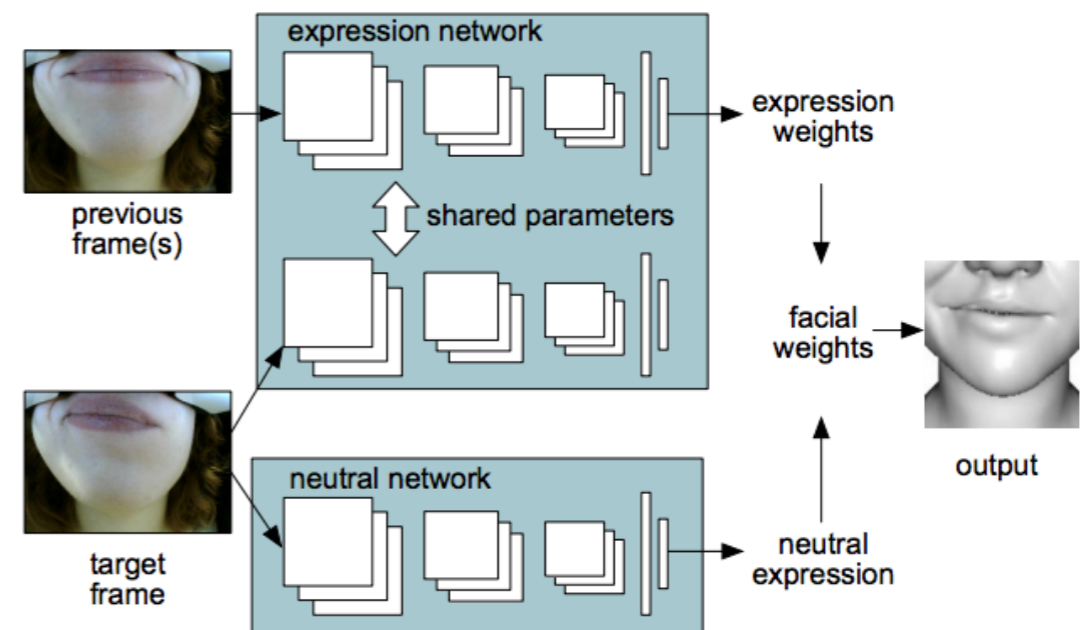 expression network
expression
weights
previous
frame(s)
shared parameters
facial
weights
output
neutral network
target
frame
neutral
expression